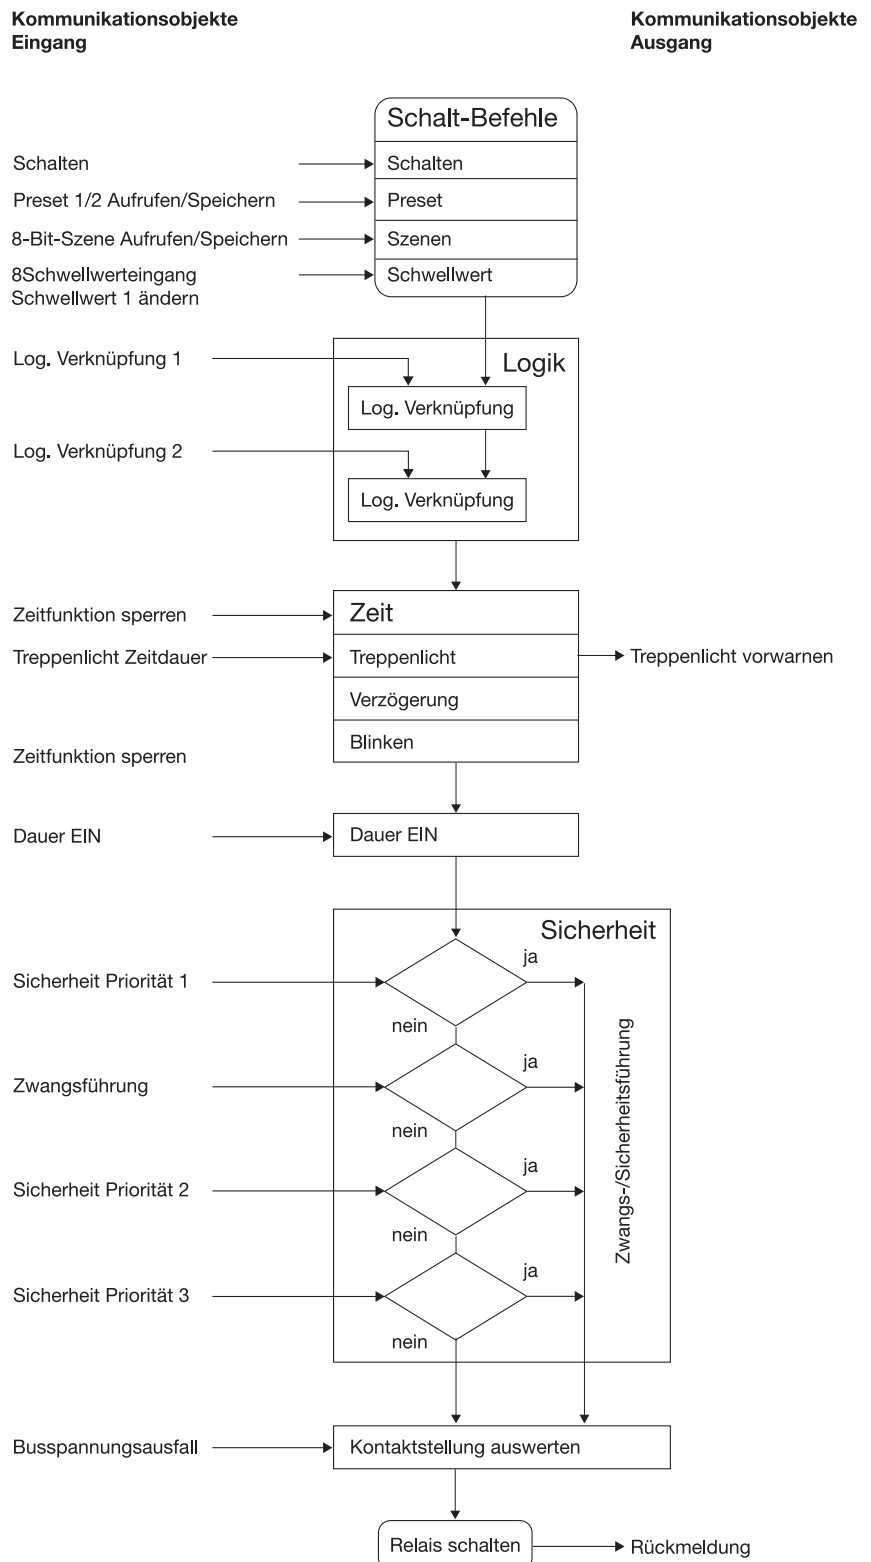 Kommunikationsobjekte
Eingang
Kommunikationsobjekte
Ausgang
Schalt-Befehle
Schalten
Schalten
Preset 1/2 Aufrufen/Speichern
Preset
8-Bit-Szene Aufrufen/Speichern
Szenen
8Schwellwerteingang
Schwellwert 1 ändern
Schwellwert
Log. Verknüpfung 1
Logik
Log. Verknüpfung
Log. Verknüpfung 2
Log. Verknüpfung
Zeitfunktion sperren
Zeit
Treppenlicht Zeitdauer
Treppenlicht
Treppenlicht vorwarnen
Verzögerung
Blinken
Zeitfunktion sperren
Dauer EIN
Dauer EIN
Sicherheit
ja
Sicherheit Priorität 1
nein
ja
Zwangsführung
nein
Zwangs-/Sicherheitsführung
ja
Sicherheit Priorität 2
nein
ja
Sicherheit Priorität 3
nein
Busspannungsausfall
Kontaktstellung auswerten
Relais schalten
Rückmeldung